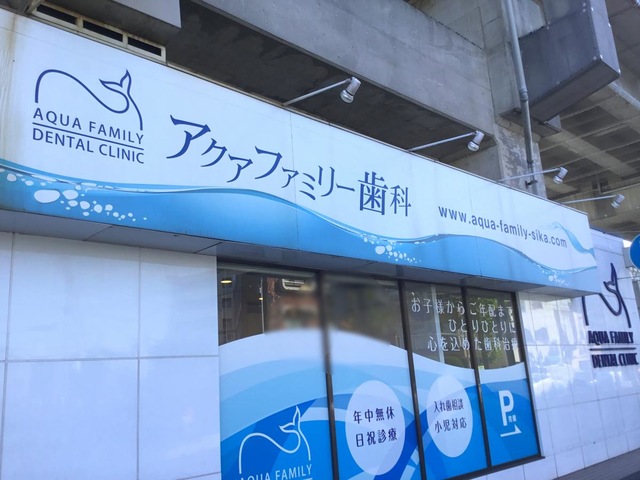 AQUA FAMILY
DENTAL CLINIC
アクアファミリー歯科
www.aqua-family-sika.com
お子様からご年配まで
ひとりひとりに
心を込めた歯科治療
AQUA FAMILY
DENTAL CLINIC
年中無休
日祝診療
入れ歯相談
小児対応
P
AQUA FAMILY